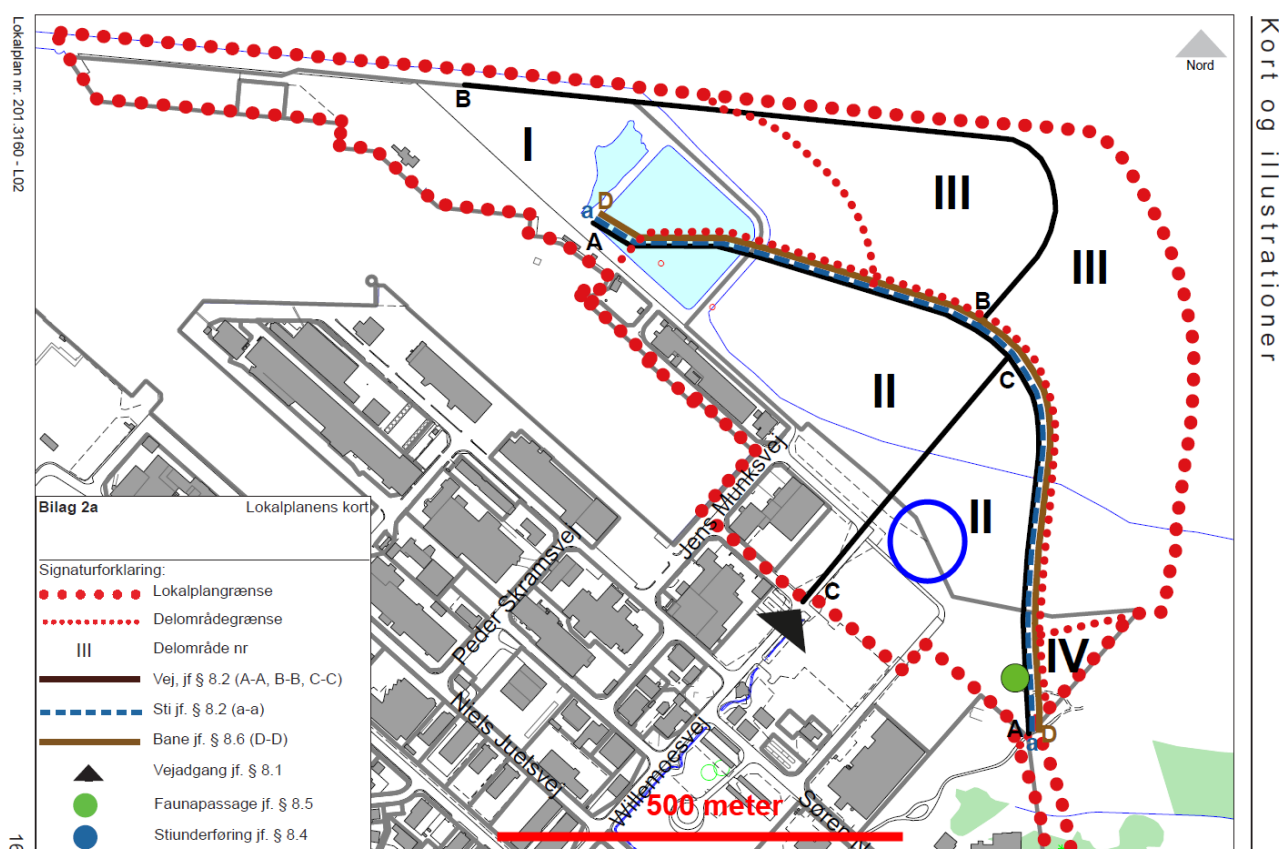 Kort og illustrationer
Lokalplan nr. 201.3160 - L02
Nord
B
I
III
D
a
A
B
III
C
II
II
Jens Munksvej
Peder Skramsvej
C
IV
Niels Juelsvej
Willemoesvej
A
a
D
500 meter
Bilag 2a
Lokalplanens kort
Signaturforklaring:
Lokalplangrænse
Delområdegrænse
III Delområde nr
Vej, jf § 8.2 (A-A, B-B, C-C)
Sti jf. § 8.2 (a-a)
Bane jf. § 8.6 (D-D)
Vejadgang jf. § 8.1
Faunapassage jf. § 8.5
Stiunderføring jf. § 8.4
Søren
16